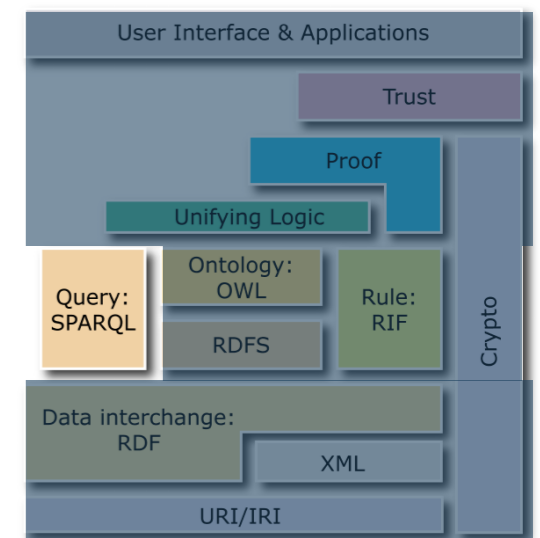 User Interface & Applications
Trust
Proof
Unifying Logic
Query:
SPARQL
Ontology:
OWL
RDFS
Rule:
RIF
Crypto
Data interchange:
RDF
XML
URI/IRI